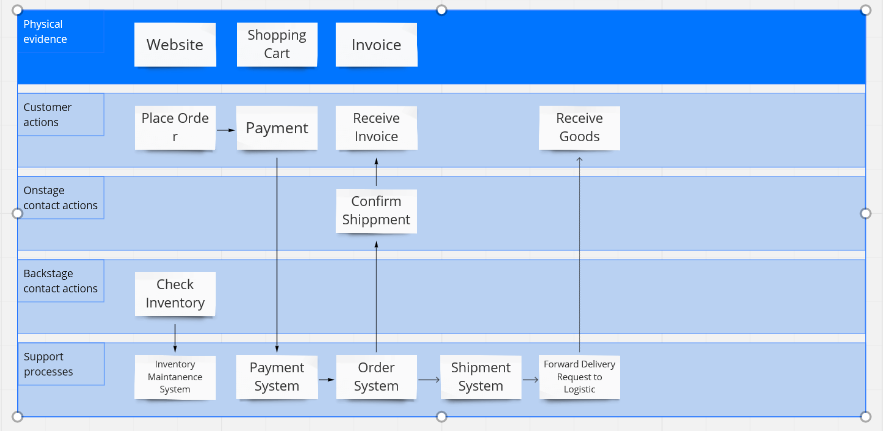 Physical
evidence
Website
Shopping
Cart
Invoice
Customer
actions
Place Orde
r
Payment
Receive
Invoice
Receive
Goods
Onstage
contact actions
Confirm
Shippment
Backstage
contact actions
Check
Inventory
Support
processes
Inventory
Maintanence
System
Payment
System
Order
System
Shipment
System
Forward Delivery
Request to
Logistic